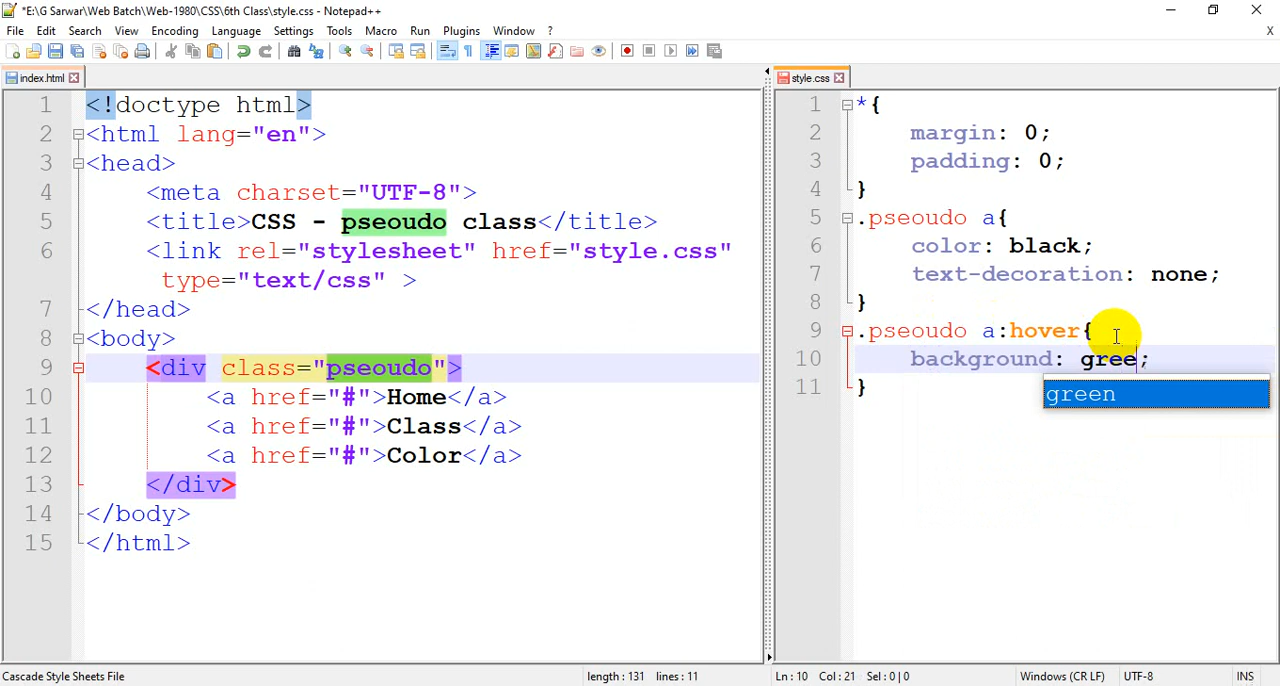 *E:\G Sarwar\Web Batch\Web-1980\CSS\6th Class\style.css - Notepad++
File Edit Search View Encoding Language Settings Tools Macro Run Plugins Window ? X
index.html
1 <!doctype html>
2 <html lang="en">
3 <head>
4 <meta charset="UTF-8">
5 <title>CSS - pseoudo class</title>
6 <link rel="stylesheet" href="style.css"
type="text/css" >
7 </head>
8 <body>
9 <div class="pseoudo">
10 <a href="#">Home</a>
11 <a href="#">Class</a>
12 <a href="#">Color</a>
13 </div>
14 </body>
15 </html>
style.css
1 *{
2 margin: 0;
3 padding: 0;
4 }
5 .pseoudo a{
6 color: black;
7 text-decoration: none;
8 }
9 .pseoudo a:hover{
10 background: gree;
green
11 }
Cascade Style Sheets File length : 131 lines : 11 Ln : 10 Col : 21 Sel : 0 | 0 Windows (CR LF) UTF-8 INS